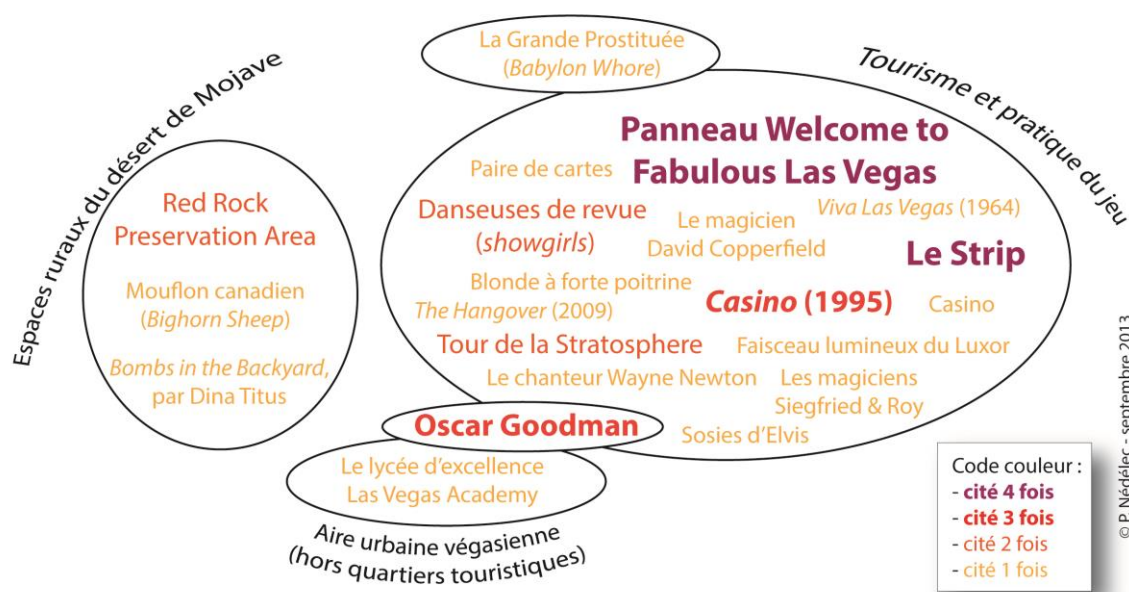 La Grande Prostituée
(Babylon Whore)
Espaces ruraux du désert de Mojave
Tourisme et pratique du jeu
Panneau Welcome to
Fabulous Las Vegas
Paire de cartes
Red Rock
Preservation Area
Danseuses de revue
(showgirls)
Le magicien
David Copperfield
Viva Las Vegas (1964)
Le Strip
Mouflon canadien
(Bighorn Sheep)
Blonde à forte poitrine
The Hangover (2009)
Casino (1995)
Casino
Bombs in the Backyard,
par Dina Titus
Tour de la Stratosphere
Faisceau lumineux du Luxor
Le chanteur Wayne Newton
Les magiciens
Siegfried & Roy
Oscar Goodman
Sosies d'Elvis
Le lycée d'excellence
Las Vegas Academy
Aire urbaine végasienne
(hors quartiers touristiques)
Code couleur :
- cité 4 fois
- cité 3 fois
- cité 2 fois
- cité 1 fois
© P. Nédélec - septembre 2013